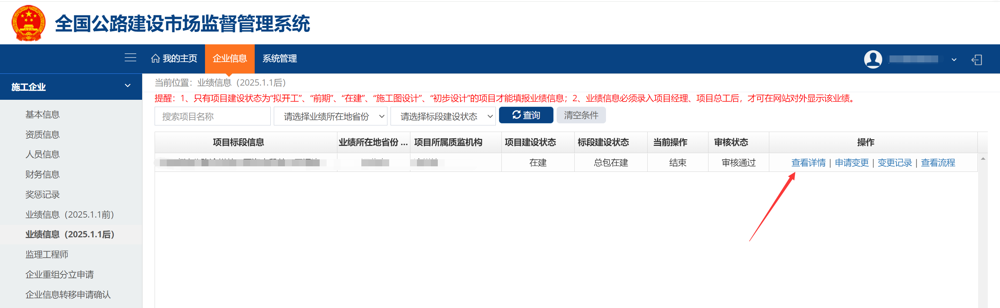 全国公路建设市场监督管理系统
我的主页 企业信息 系统管理
施工企业
基本信息
资质信息
人员信息
财务信息
奖惩记录
业绩信息（2025.1.1前）
业绩信息（2025.1.1后）
监理工程师
企业重组分立申请
企业信息转移申请确认
当前位置：业绩信息（2025.1.1后）
提醒：1、只有项目建设状态为“拟开工”、“前期”、“在建”、“施工图设计”、“初步设计”的项目才能填报业绩信息；2、业绩信息必须录入项目经理、项目总工后，才可在网站对外显示该业绩。
搜索项目名称 请选择业绩所在地省份 请选择标段建设状态 查询 清空条件
项目标段信息 业绩所在地省份 ... 项目所属质监机构 项目建设状态 标段建设状态 当前操作 审核状态 操作
在建 总包在建 结束 审核通过 查看详情 | 申请变更 | 变更记录 | 查看流程